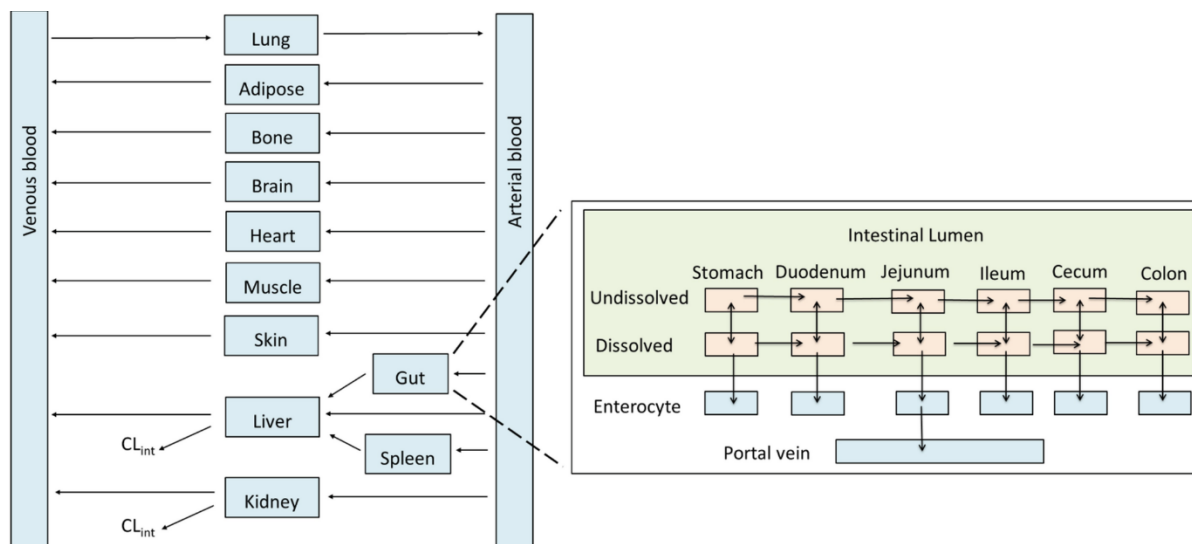 Venous blood
Lung
Adipose
Bone
Brain
Heart
Muscle
Skin
Gut
Liver
CLint
Spleen
Kidney
CLint
Arterial blood
Intestinal Lumen
Stomach Duodenum Jejunum Ileum Cecum Colon
Undissolved
Dissolved
Enterocyte
Portal vein